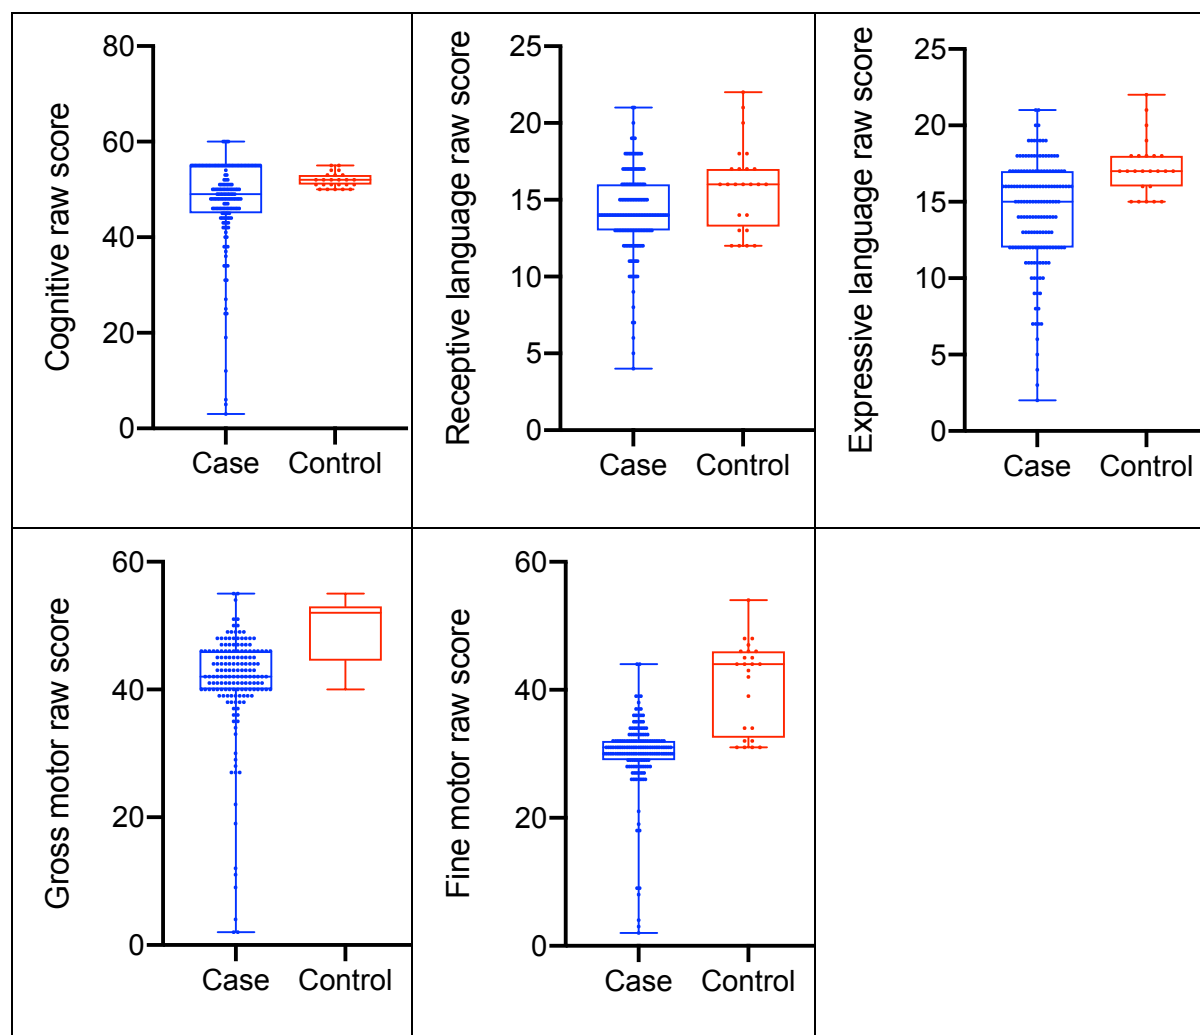 Cognitive raw score
80
60
40
20
0
Case Control
Receptive language raw score
25
20
15
10
5
0
Case Control
Expressive language raw score
25
20
15
10
5
0
Case Control
Gross motor raw score
60
40
20
0
Case Control
Fine motor raw score
60
40
20
0
Case Control